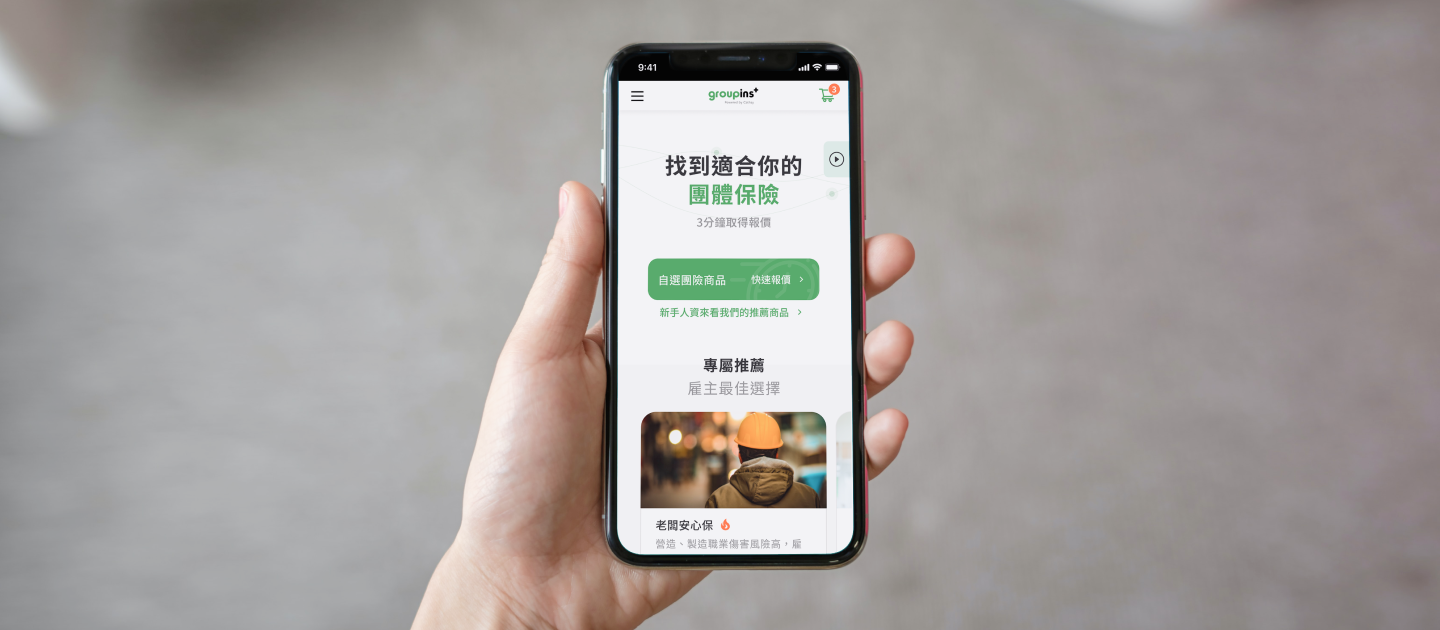 9:41
groupins+
Powered by Cathay
3
找到適合你的
團體保險
3分鐘取得報價
自選團險商品 快速報價 >
新手人資來看我們的推薦商品 >
專屬推薦
雇主最佳選擇
老闆安心保
營造、製造職業傷害風險高，雇